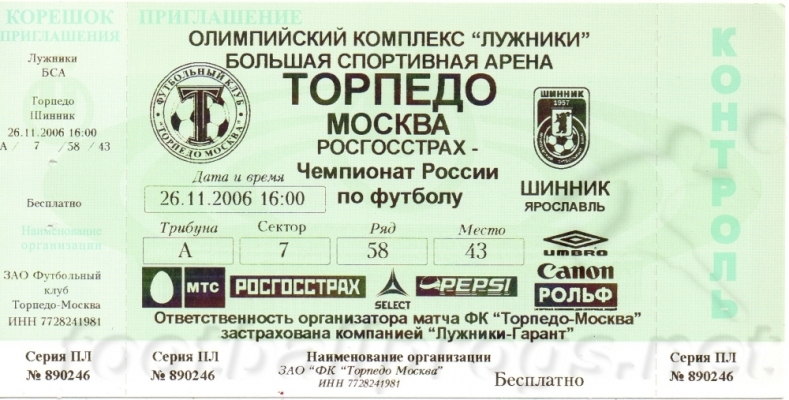 КОРЕШОК
ПРИГЛАШЕНИЯ
Лужники
БСА
Торпедо
Шинник
26.11.2006 16:00
А / 7 / 58 / 43
Бесплатно
Наименование
организации
ЗАО Футбольный
клуб
Торпедо-Москва
ИНН 7728241981
Серия ПЛ
№ 890246
ПРИГЛАШЕНИЕ
ОЛИМПИЙСКИЙ КОМПЛЕКС "ЛУЖНИКИ"
БОЛЬШАЯ СПОРТИВНАЯ АРЕНА
ФУТБОЛЬНЫЙ КЛУБ
"ТОРПЕДО МОСКВА"
ТОРПЕДО
МОСКВА
РОСГОССТРАХ -
Чемпионат России
по футболу
ШИННИК
1957
ШИННИК
ЯРОСЛАВЛЬ
Дата и время
26.11.2006 16:00
Трибуна Сектор Ряд Место
А 7 58 43
umbro
Canon
РОЛЬФ
МТС РОСГОССТРАХ SELECT PEPSI
Ответственность организатора матча ФК "Торпедо-Москва"
застрахована компанией "Лужники-Гарант"
Серия ПЛ
№ 890246
Наименование организации
ЗАО "ФК "Торпедо Москва"
ИНН 7728241981
Бесплатно
КОНТРОЛЬ
Серия ПЛ
№ 890246